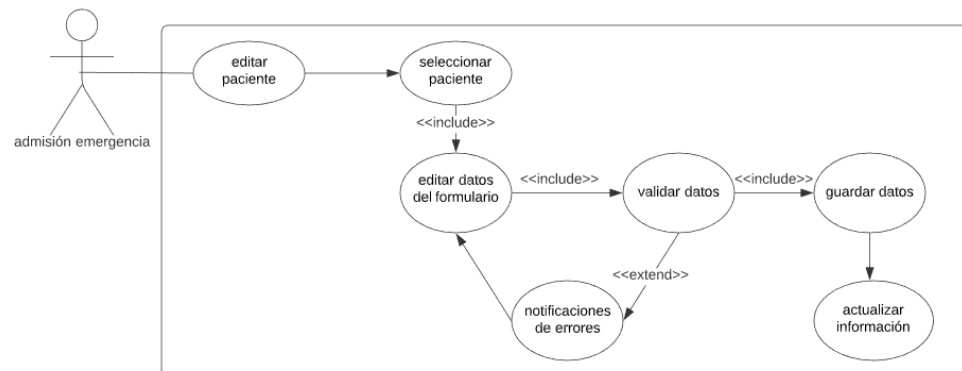 admisión emergencia
editar
paciente
seleccionar
paciente
<<include>>
editar datos
del formulario
<<include>>
validar datos
<<include>>
guardar datos
<<extend>>
notificaciones
de errores
actualizar
información